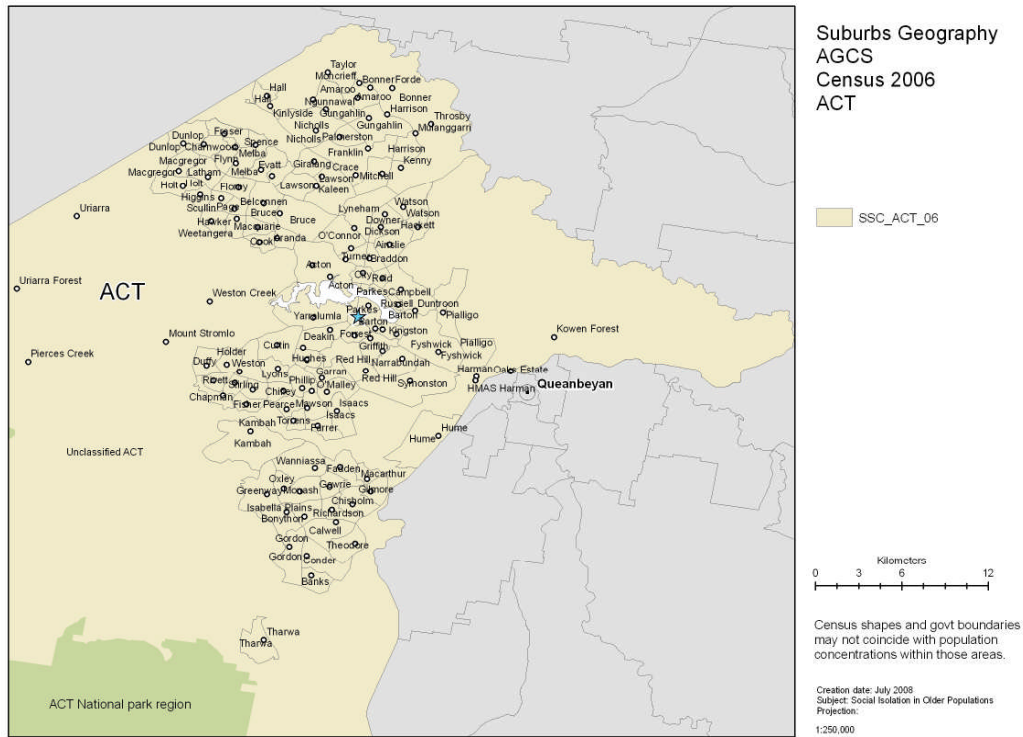 Suburbs Geography
AGCS
Census 2006
ACT
SSC_ACT_06
Taylor
Moncrieff
Bonner Forde
Hall
Amaroo
Hall
Ngunnawal
Amaroo
Bonner
Kinlyside
Gungahlin
Harrison
Throsby
Nicholls
Gungahlin
Mulanggarri
Dunlop
Fraser
Nicholls
Palmerston
Dunlop
Charnwood
Spence
Franklin
Harrison
Macgregor
Flynn
Melba
Kenny
Macgregor
Latham
Melba
Evatt
Giralang
Crace
Lawson
Mitchell
Holt
Holt
Florey
Lawson
Kaleen
Higgins
Belconnen
Watson
Scullin
Page
Bruce
Lyneham
Watson
Uriarra
Hawker
Macquarie
Bruce
Downer
Hackett
Weetangera
Cook
Aranda
O'Connor
Dickson
Ainslie
Turner
Braddon
Acton
City
Reid
Uriarra Forest
ACT
Acton
Parkes
Campbell
Weston Creek
Russell
Duntroon
Yarralumla
Parkes
Barton
Pialligo
Barton
Kowen Forest
Mount Stromlo
Deakin
Forrest
Kingston
Curtin
Griffith
Fyshwick
Pialligo
Pierces Creek
Holder
Hughes
Red Hill
Narrabundah
Fyshwick
Duffy
Weston
Lyons
Garran
Harman
Oaks Estate
Rivett
Stirling
Phillip
O'Malley
Red Hill
Symonston
HMAS Harman
Queanbeyan
Chapman
Chifley
Fisher
Pearce
Mawson
Isaacs
Isaacs
Kambah
Torrens
Farrer
Hume
Hume
Kambah
Unclassified ACT
Wanniassa
Fadden
Macarthur
Oxley
Gowrie
Greenway
Monash
Gilmore
Chisholm
Isabella Plains
Richardson
Bonython
Calwell
Gordon
Theodore
Gordon
Conder
Banks
Tharwa
Tharwa
ACT National park region
Kilometers
0 3 6 12
Census shapes and govt boundaries
may not coincide with population
concentrations within those areas.
Creation date: July 2008
Subject: Social Isolation in Older Populations
Projection:
1:250,000